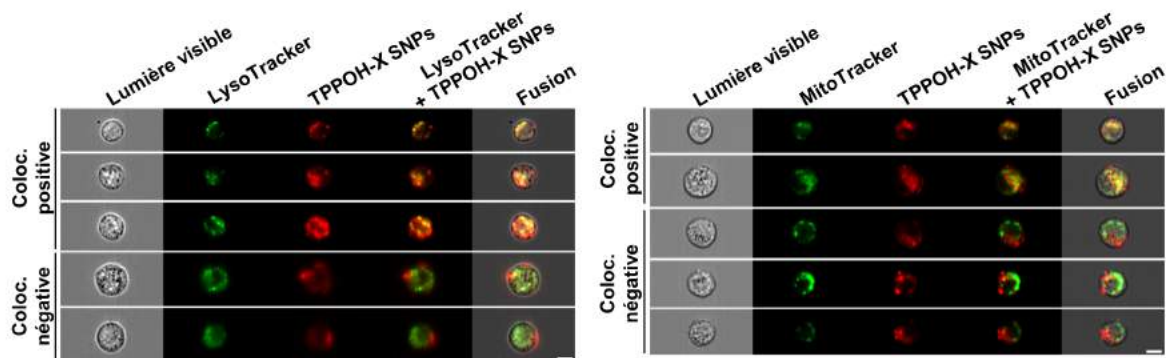 Lumière visible
LysoTracker
TPPOH-X SNPs
LysoTracker
+ TPPOH-X SNPs
Fusion
Coloc.
positive
Coloc.
négative
Lumière visible
MitoTracker
TPPOH-X SNPs
MitoTracker
+ TPPOH-X SNPs
Fusion
Coloc.
positive
Coloc.
négative